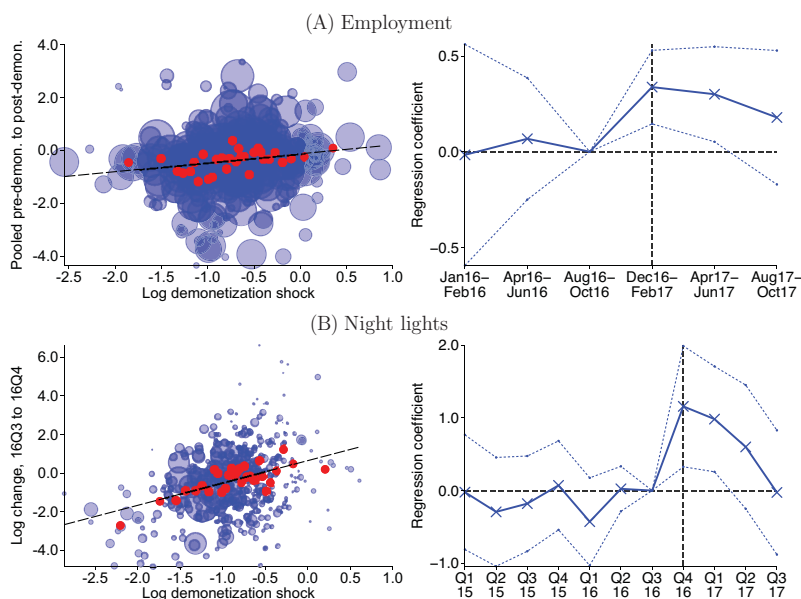 (A) Employment
Pooled pre-demon. to post-demon.
4.0
2.0
0.0
-2.0
-4.0
-2.5 -2.0 -1.5 -1.0 -0.5 0.0 0.5 1.0
Log demonetization shock
Regression coefficient
0.5
0.0
−0.5
Jan16– Apr16– Aug16– Dec16– Apr17– Aug17–
Feb16 Jun16 Oct16 Feb17 Jun17 Oct17
(B) Night lights
Log change, 16Q3 to 16Q4
6.0
4.0
2.0
0.0
-2.0
-4.0
-2.5 -2.0 -1.5 -1.0 -0.5 0.0 0.5
Log demonetization shock
Regression coefficient
2.0
1.0
0.0
−1.0
Q1 Q2 Q3 Q4 Q1 Q2 Q3 Q4 Q1 Q2 Q3
15 15 15 15 16 16 16 16 17 17 17